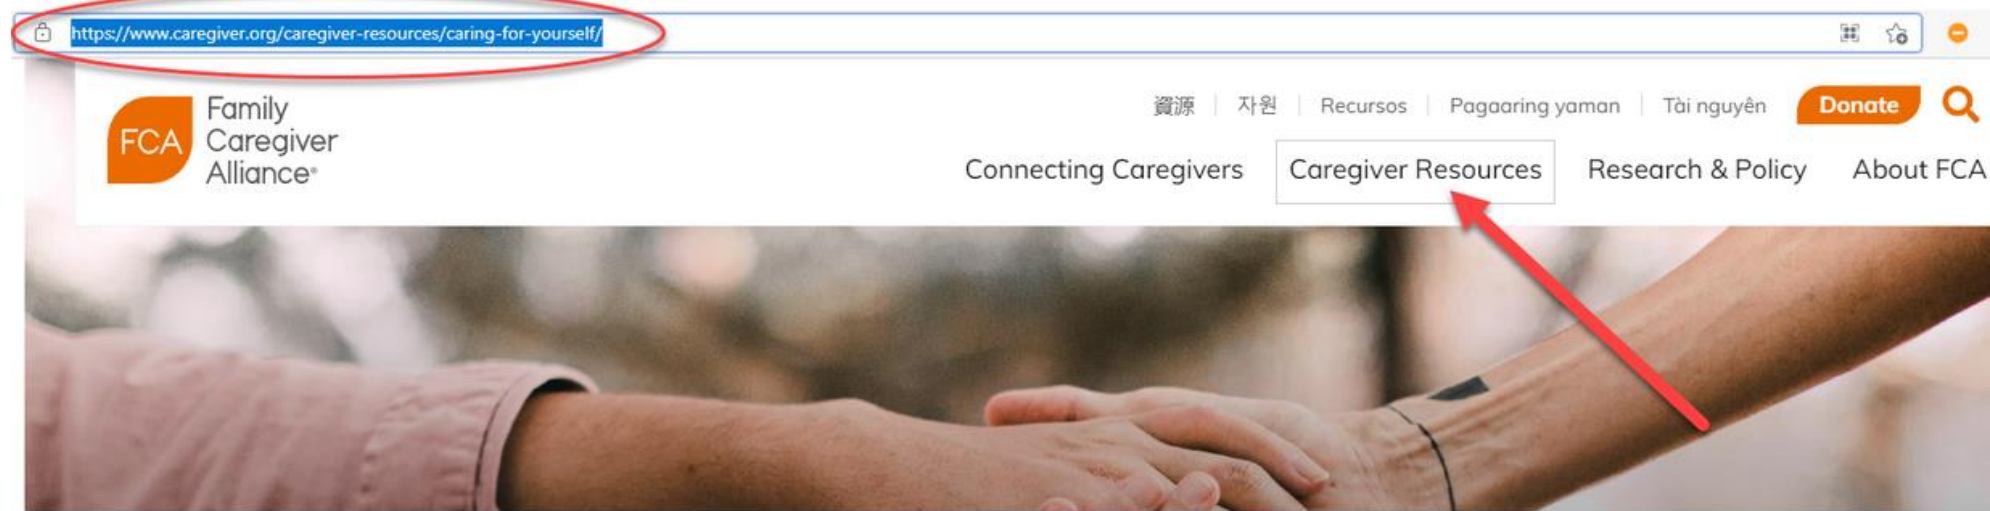 https://www.caregiver.org/caregiver-resources/caring-for-yourself/
FCA
Family
Caregiver
Alliance®
資源 자원 Recursos Pagaaring yaman Tài nguyên Donate
Connecting Caregivers Caregiver Resources Research & Policy About FCA